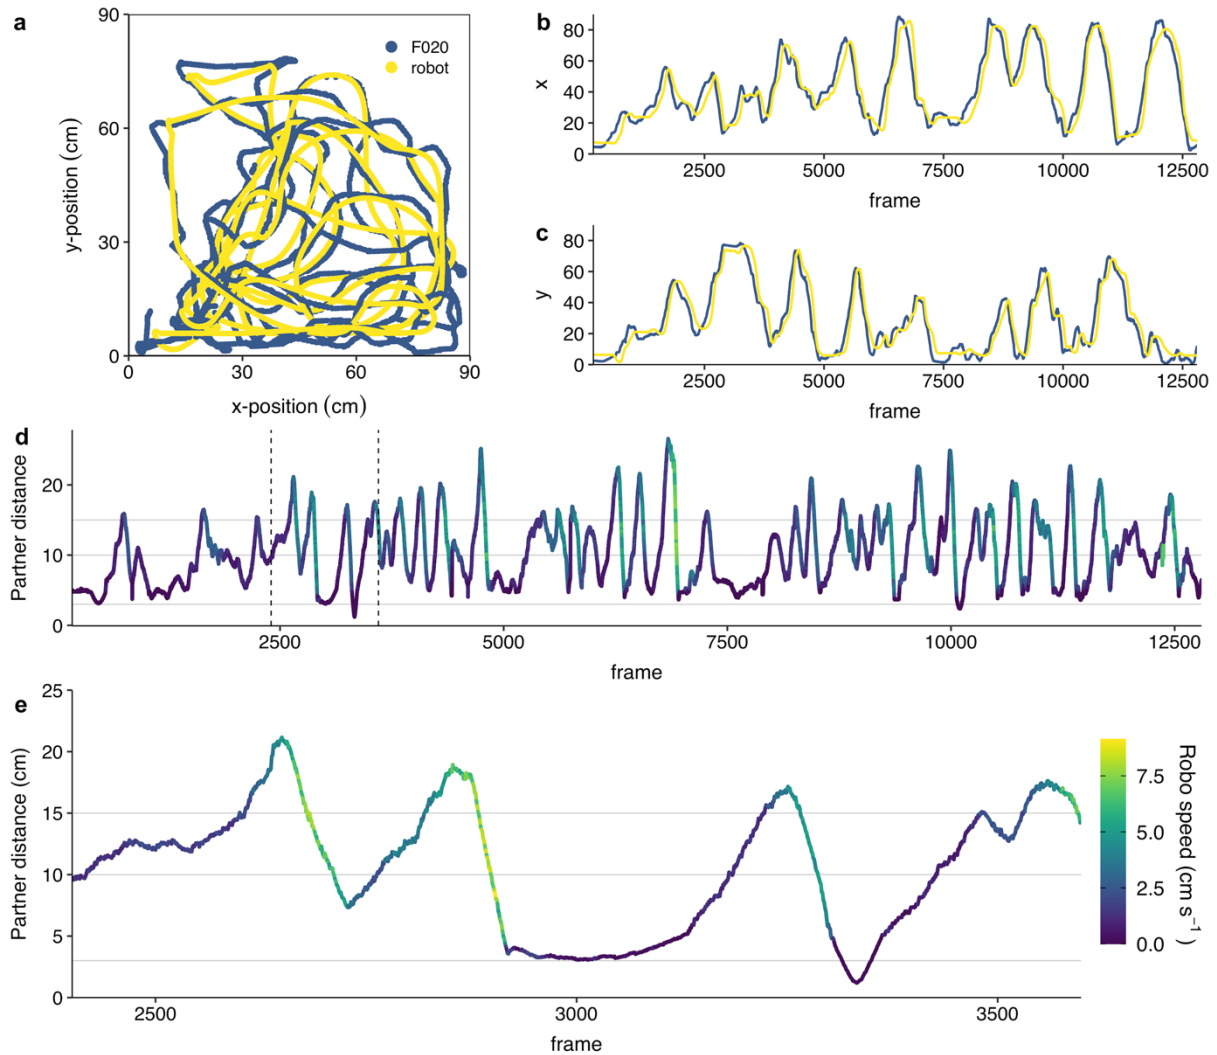 a
90
60
30
0
y-position (cm)
0 30 60 90
x-position (cm)
F020
robot
b
80
60
40
20
0
x
2500 5000 7500 10000 12500
frame
c
80
60
40
20
0
y
2500 5000 7500 10000 12500
frame
d
Partner distance
20
10
0
2500 5000 7500 10000 12500
frame
e
Partner distance (cm)
25
20
15
10
5
0
2500 3000 3500
frame
7.5
5.0
2.5
0.0
Robo speed (cm s⁻¹)